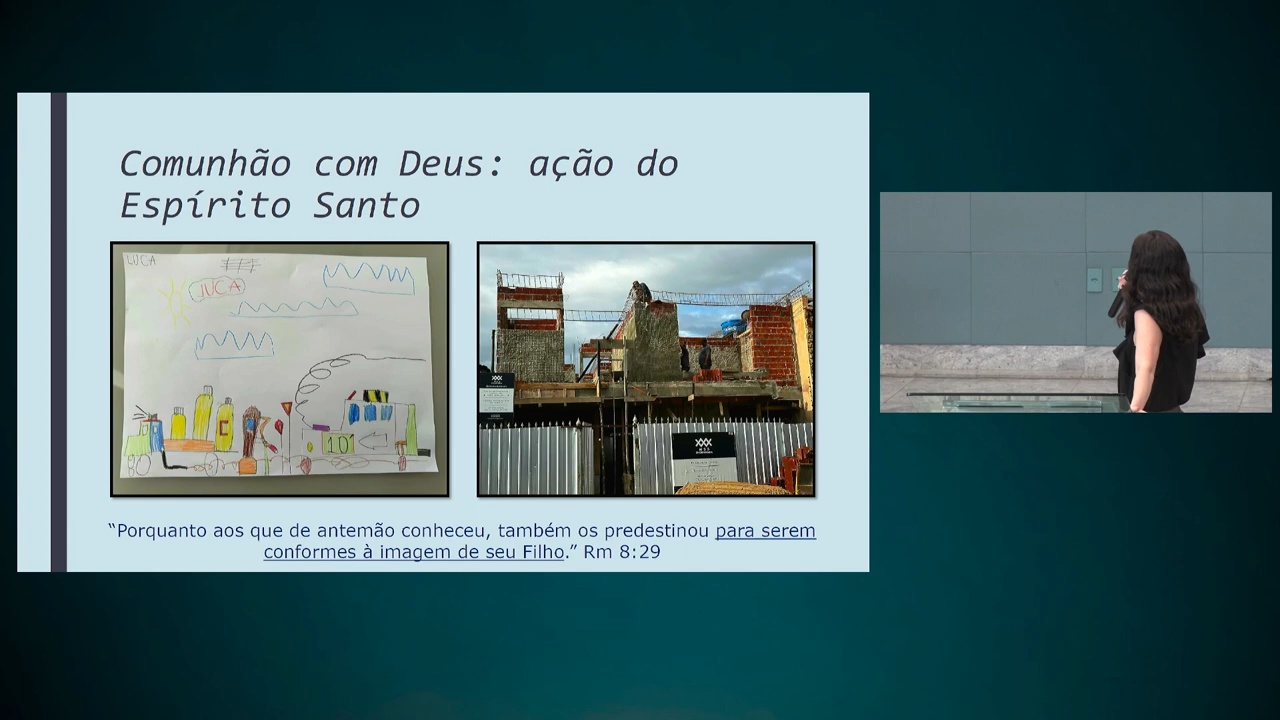 Comunhão com Deus: ação do
Espírito Santo
LUCA
LUCA
10
“Porquanto aos que de antemão conheceu, também os predestinou para serem
conformes à imagem de seu Filho.” Rm 8:29